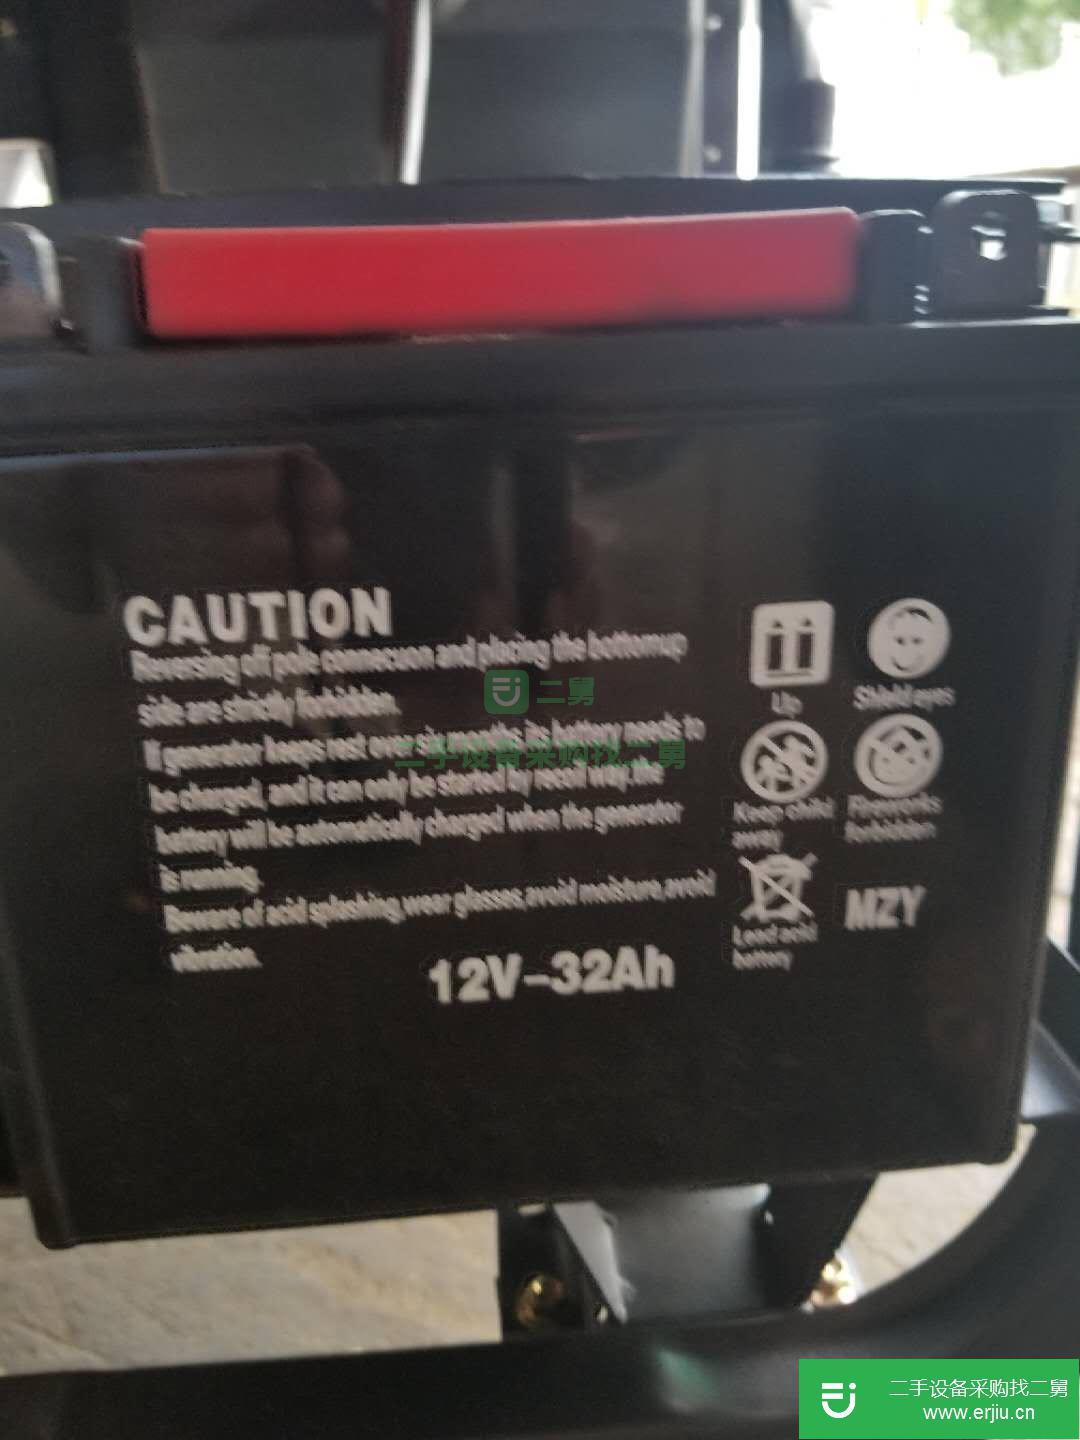 CAUTION
Reversing off pole connecuon and placing the bottom up
side are strictly forbidden.
If generator keeps rest over six months, its battery needs to
be charged, and it can only be started by recoil way, the
battery will be automatically charged when the generator
is running.
Beware of acid splashing, wear glasses, avoid moisture, avoid
vibration.
12V-32Ah
Up
Shield eyes
Keep child
away
Fireworks
forbidden
Lead acid
battery
MZY
二舅
二手设备采购找二舅
二手设备采购找二舅
www.erjiu.cn